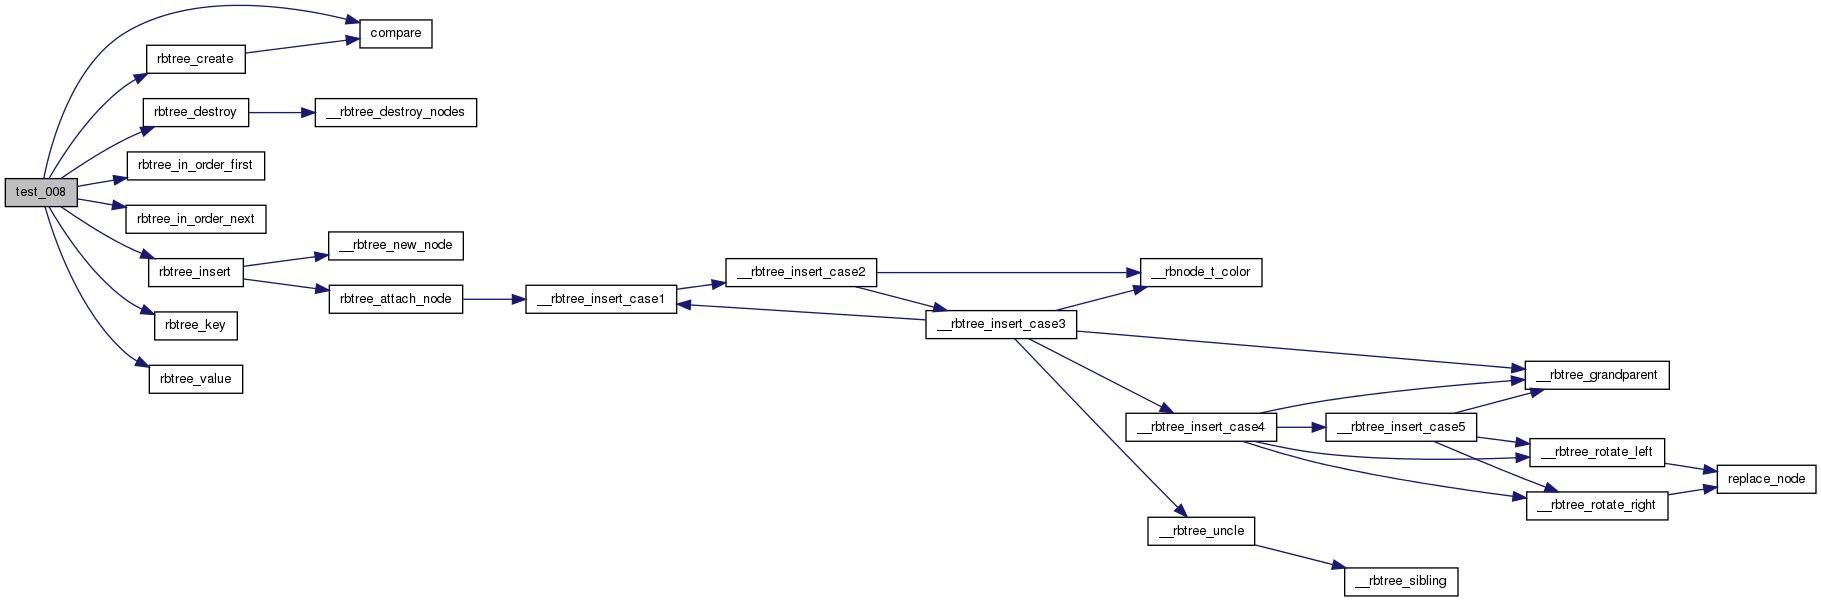 compare
rbtree_create
rbtree_destroy
__rbtree_destroy_nodes
rbtree_in_order_first
test_008
rbtree_in_order_next
__rbtree_new_node
rbtree_insert
rbtree_attach_node
__rbtree_insert_case1
__rbtree_insert_case2
__rbnode_t_color
rbtree_key
__rbtree_insert_case3
rbtree_value
__rbtree_grandparent
__rbtree_insert_case4
__rbtree_insert_case5
__rbtree_rotate_left
replace_node
__rbtree_rotate_right
__rbtree_uncle
__rbtree_sibling